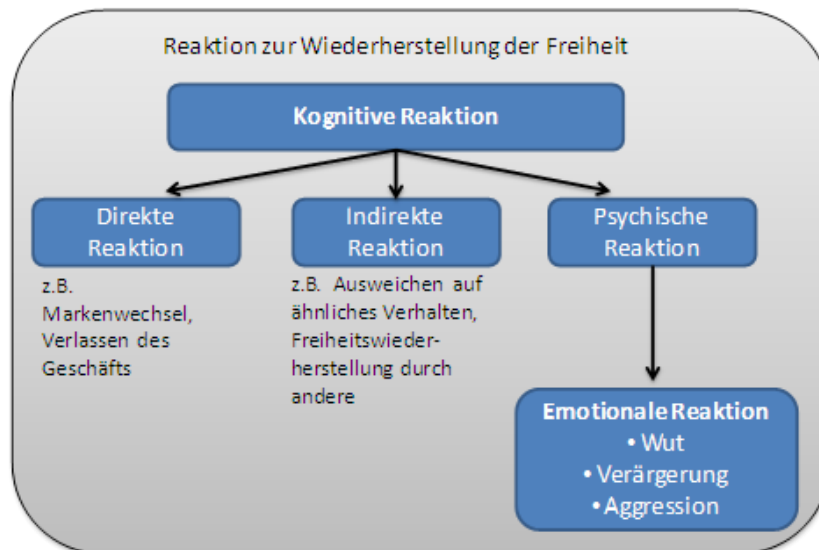 Reaktion zur Wiederherstellung der Freiheit
Kognitive Reaktion
Direkte
Reaktion
z.B.
Markenwechsel,
Verlassen des
Geschäfts
Indirekte
Reaktion
z.B. Ausweichen auf
ähnliches Verhalten,
Freiheitswieder-
herstellung durch
andere
Psychische
Reaktion
Emotionale Reaktion
• Wut
• Verärgerung
• Aggression